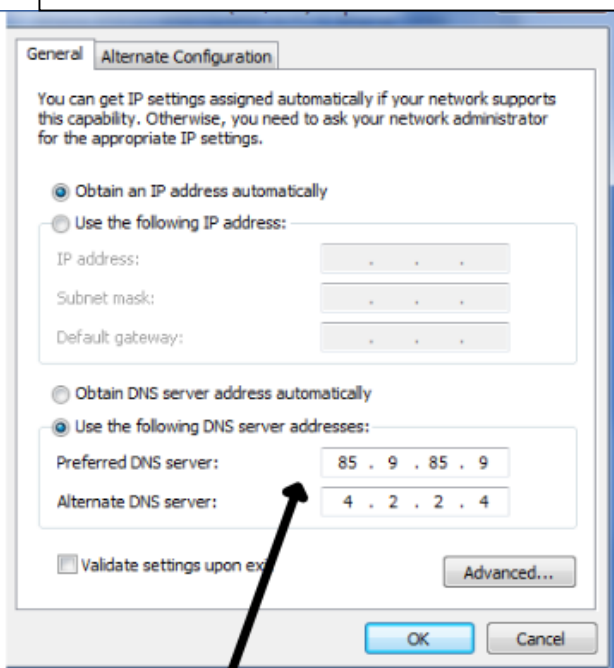 General
Alternate Configuration
You can get IP settings assigned automatically if your network supports
this capability. Otherwise, you need to ask your network administrator
for the appropriate IP settings.
Obtain an IP address automatically
Use the following IP address:
IP address: . . .
Subnet mask: . . .
Default gateway: . . .
Obtain DNS server address automatically
Use the following DNS server addresses:
Preferred DNS server: 85 . 9 . 85 . 9
Alternate DNS server: 4 . 2 . 2 . 4
Validate settings upon
Advanced...
OK
Cancel